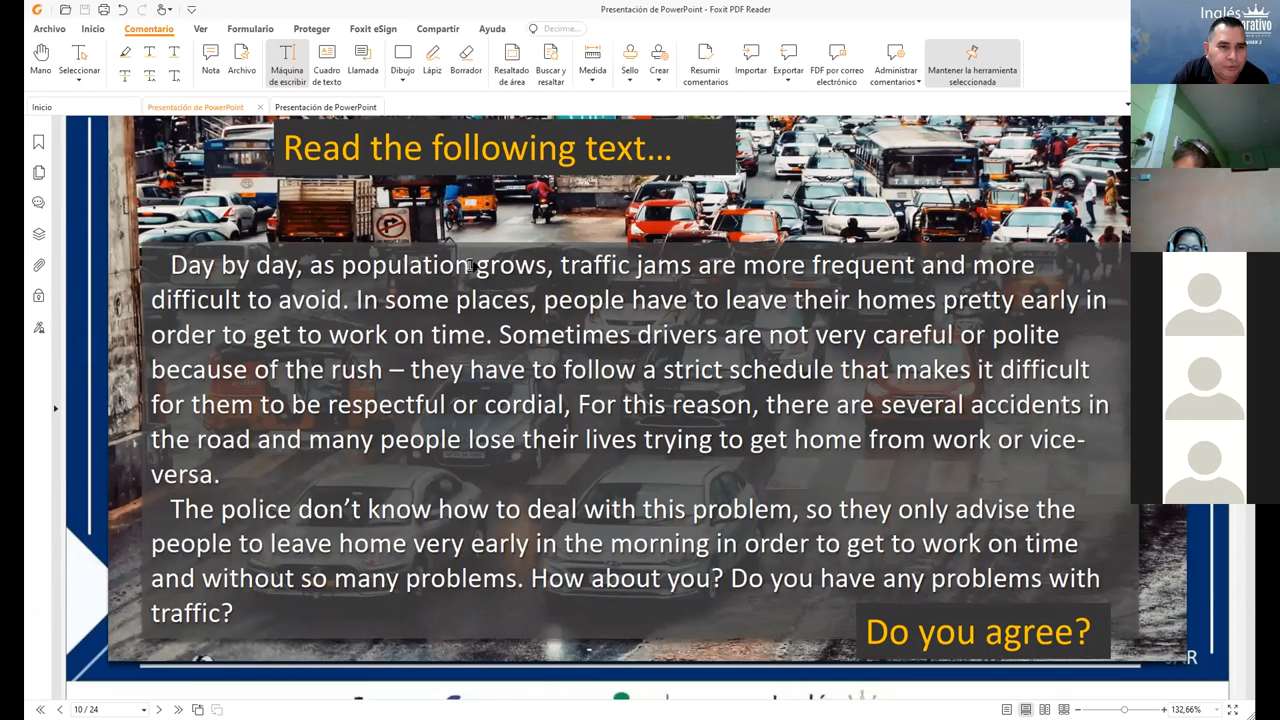 Presentación de PowerPoint - Foxit PDF Reader
Archivo Inicio Comentario Ver Formulario Proteger Foxit eSign Compartir Ayuda Decirme...
Mano Seleccionar Nota Archivo Máquina de escribir Cuadro de texto Llamada Dibujo Lápiz Borrador Resaltado de área Buscar y resaltar Medida Sello Crear Resumir comentarios Importar Exportar PDF por correo electrónico Administrar comentarios Mantener la herramienta seleccionada
Inicio Presentación de PowerPoint Presentación de PowerPoint
Inglés
Read the following text...
Day by day, as population grows, traffic jams are more frequent and more
difficult to avoid. In some places, people have to leave their homes pretty early in
order to get to work on time. Sometimes drivers are not very careful or polite
because of the rush – they have to follow a strict schedule that makes it difficult
for them to be respectful or cordial, For this reason, there are several accidents in
the road and many people lose their lives trying to get home from work or vice-
versa.
The police don't know how to deal with this problem, so they only advise the
people to leave home very early in the morning in order to get to work on time
and without so many problems. How about you? Do you have any problems with
traffic?
Do you agree?
10 / 24
132,66%